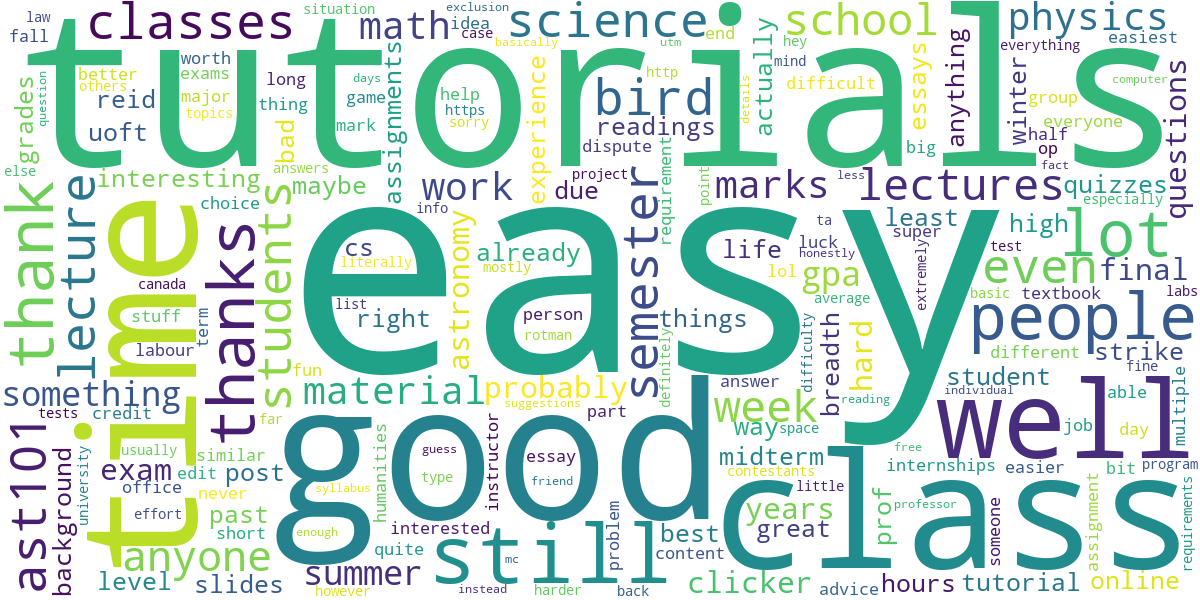 tutorials
easy
good
class
time
well
still
people
lot
even
thank
thanks
lecture
lectures
ast101
classes
math
science
school
physics
bird
work
marks
semester
students
something
anyone
material
summer
week
years
gpa
hard
right
already
probably
astronomy
things
life
due
readings
dispute
experience
assignments
actually
essays
anything
winter
questions
quizzes
especially
high
least
super
final
labs
textbook
basic
test
extremely
difficult
group
everyone
half
op
fact
big
less
point
requirement
details
utm
http
end
hey
mind
easiest
everything
computer
idea
case
exclusion
basically
situation
law
fall
question
grades
else
better
others
reid
uoft
worth
exams
major
topics
long
thing
bad
answers
maybe
game
mark
help
https
sorry
interesting
choice
canada
stuff
labour
term
cs
literally
list
info
mostly
person
rotman
project
ta
luck
honestly
lol
average
breadth
difficulty
answer
definitely
reading
student
strike
different
fine
multiple
individual
able
job
day
free
internships
easier
bit
program
requirements
assignment
online
someone
professor
prof
hours
tutorial
advice
clicker
great
little
contestants
midterm
way
space
best
content
problem
back
harder
instead
mc
friend
essay
part
suggestions
instructor
interested
guess
type
quite
humanities
syllabus
enough
however
fun
far
similar
edit
post
past
never
short
slides
level
effort
office
exam
usually
credit
tests
university
background
days